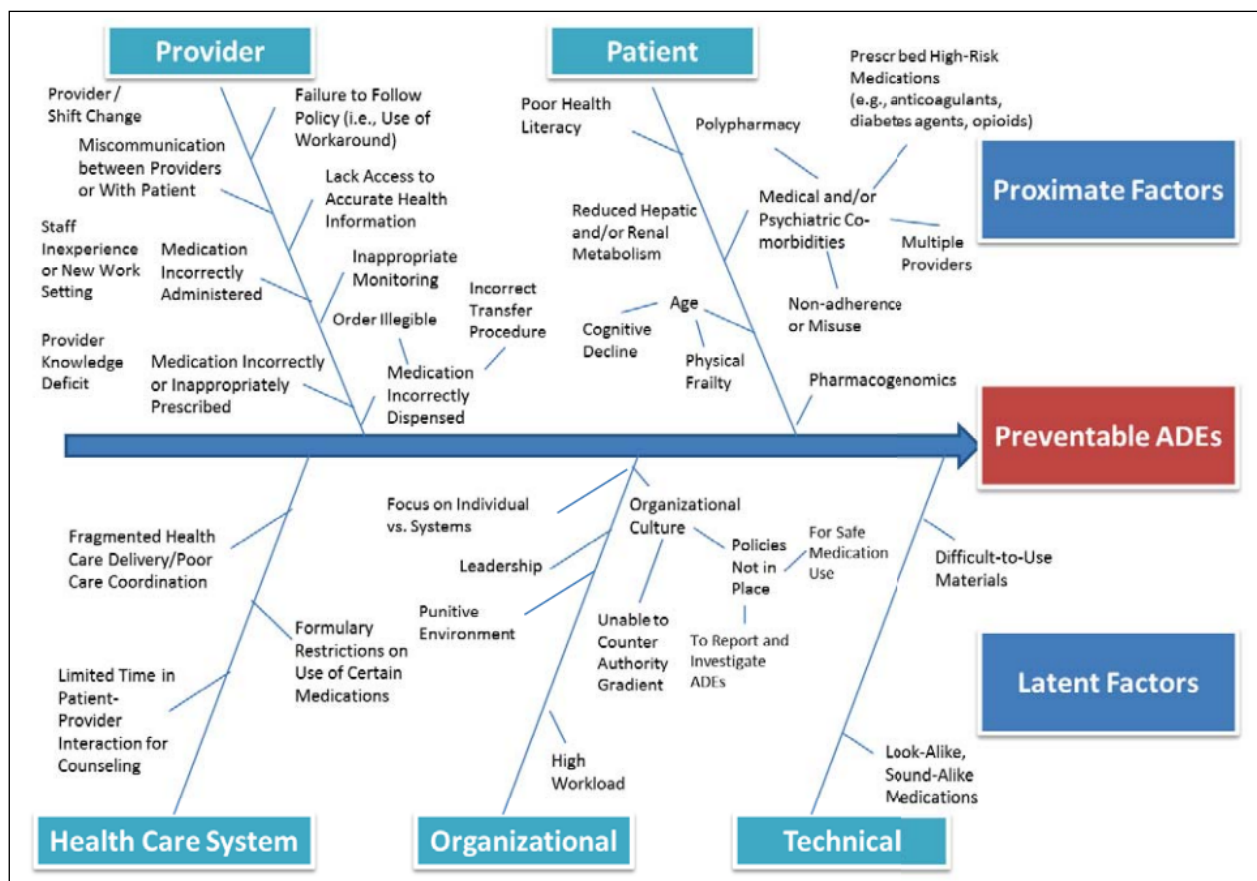 Provider
Patient
Provider /
Shift Change
Failure to Follow
Policy (i.e., Use of
Workaround)
Miscommunication
between Providers
or With Patient
Lack Access to
Accurate Health
Information
Staff
Inexperience
or New Work
Setting
Medication
Incorrectly
Administered
Inappropriate
Monitoring
Order Illegible
Incorrect
Transfer
Procedure
Provider
Knowledge
Deficit
Medication Incorrectly
or Inappropriately
Prescribed
Medication
Incorrectly
Dispensed
Poor Health
Literacy
Polypharmacy
Prescribed High-Risk
Medications
(e.g., anticoagulants,
diabetes agents, opioids)
Reduced Hepatic
and/or Renal
Metabolism
Medical and/or
Psychiatric Co-
morbidities
Multiple
Providers
Non-adherence
or Misuse
Age
Cognitive
Decline
Physical
Frailty
Pharmacogenomics
Proximate Factors
Preventable ADEs
Latent Factors
Fragmented Health
Care Delivery/Poor
Care Coordination
Formulary
Restrictions on
Use of Certain
Medications
Limited Time in
Patient-
Provider
Interaction for
Counseling
Focus on Individual
vs. Systems
Leadership
Punitive
Environment
Organizational
Culture
Policies
Not in
Place
For Safe
Medication
Use
Unable to
Counter
Authority
Gradient
To Report and
Investigate
ADEs
High
Workload
Difficult-to-Use
Materials
Look-Alike,
Sound-Alike
Medications
Health Care System
Organizational
Technical